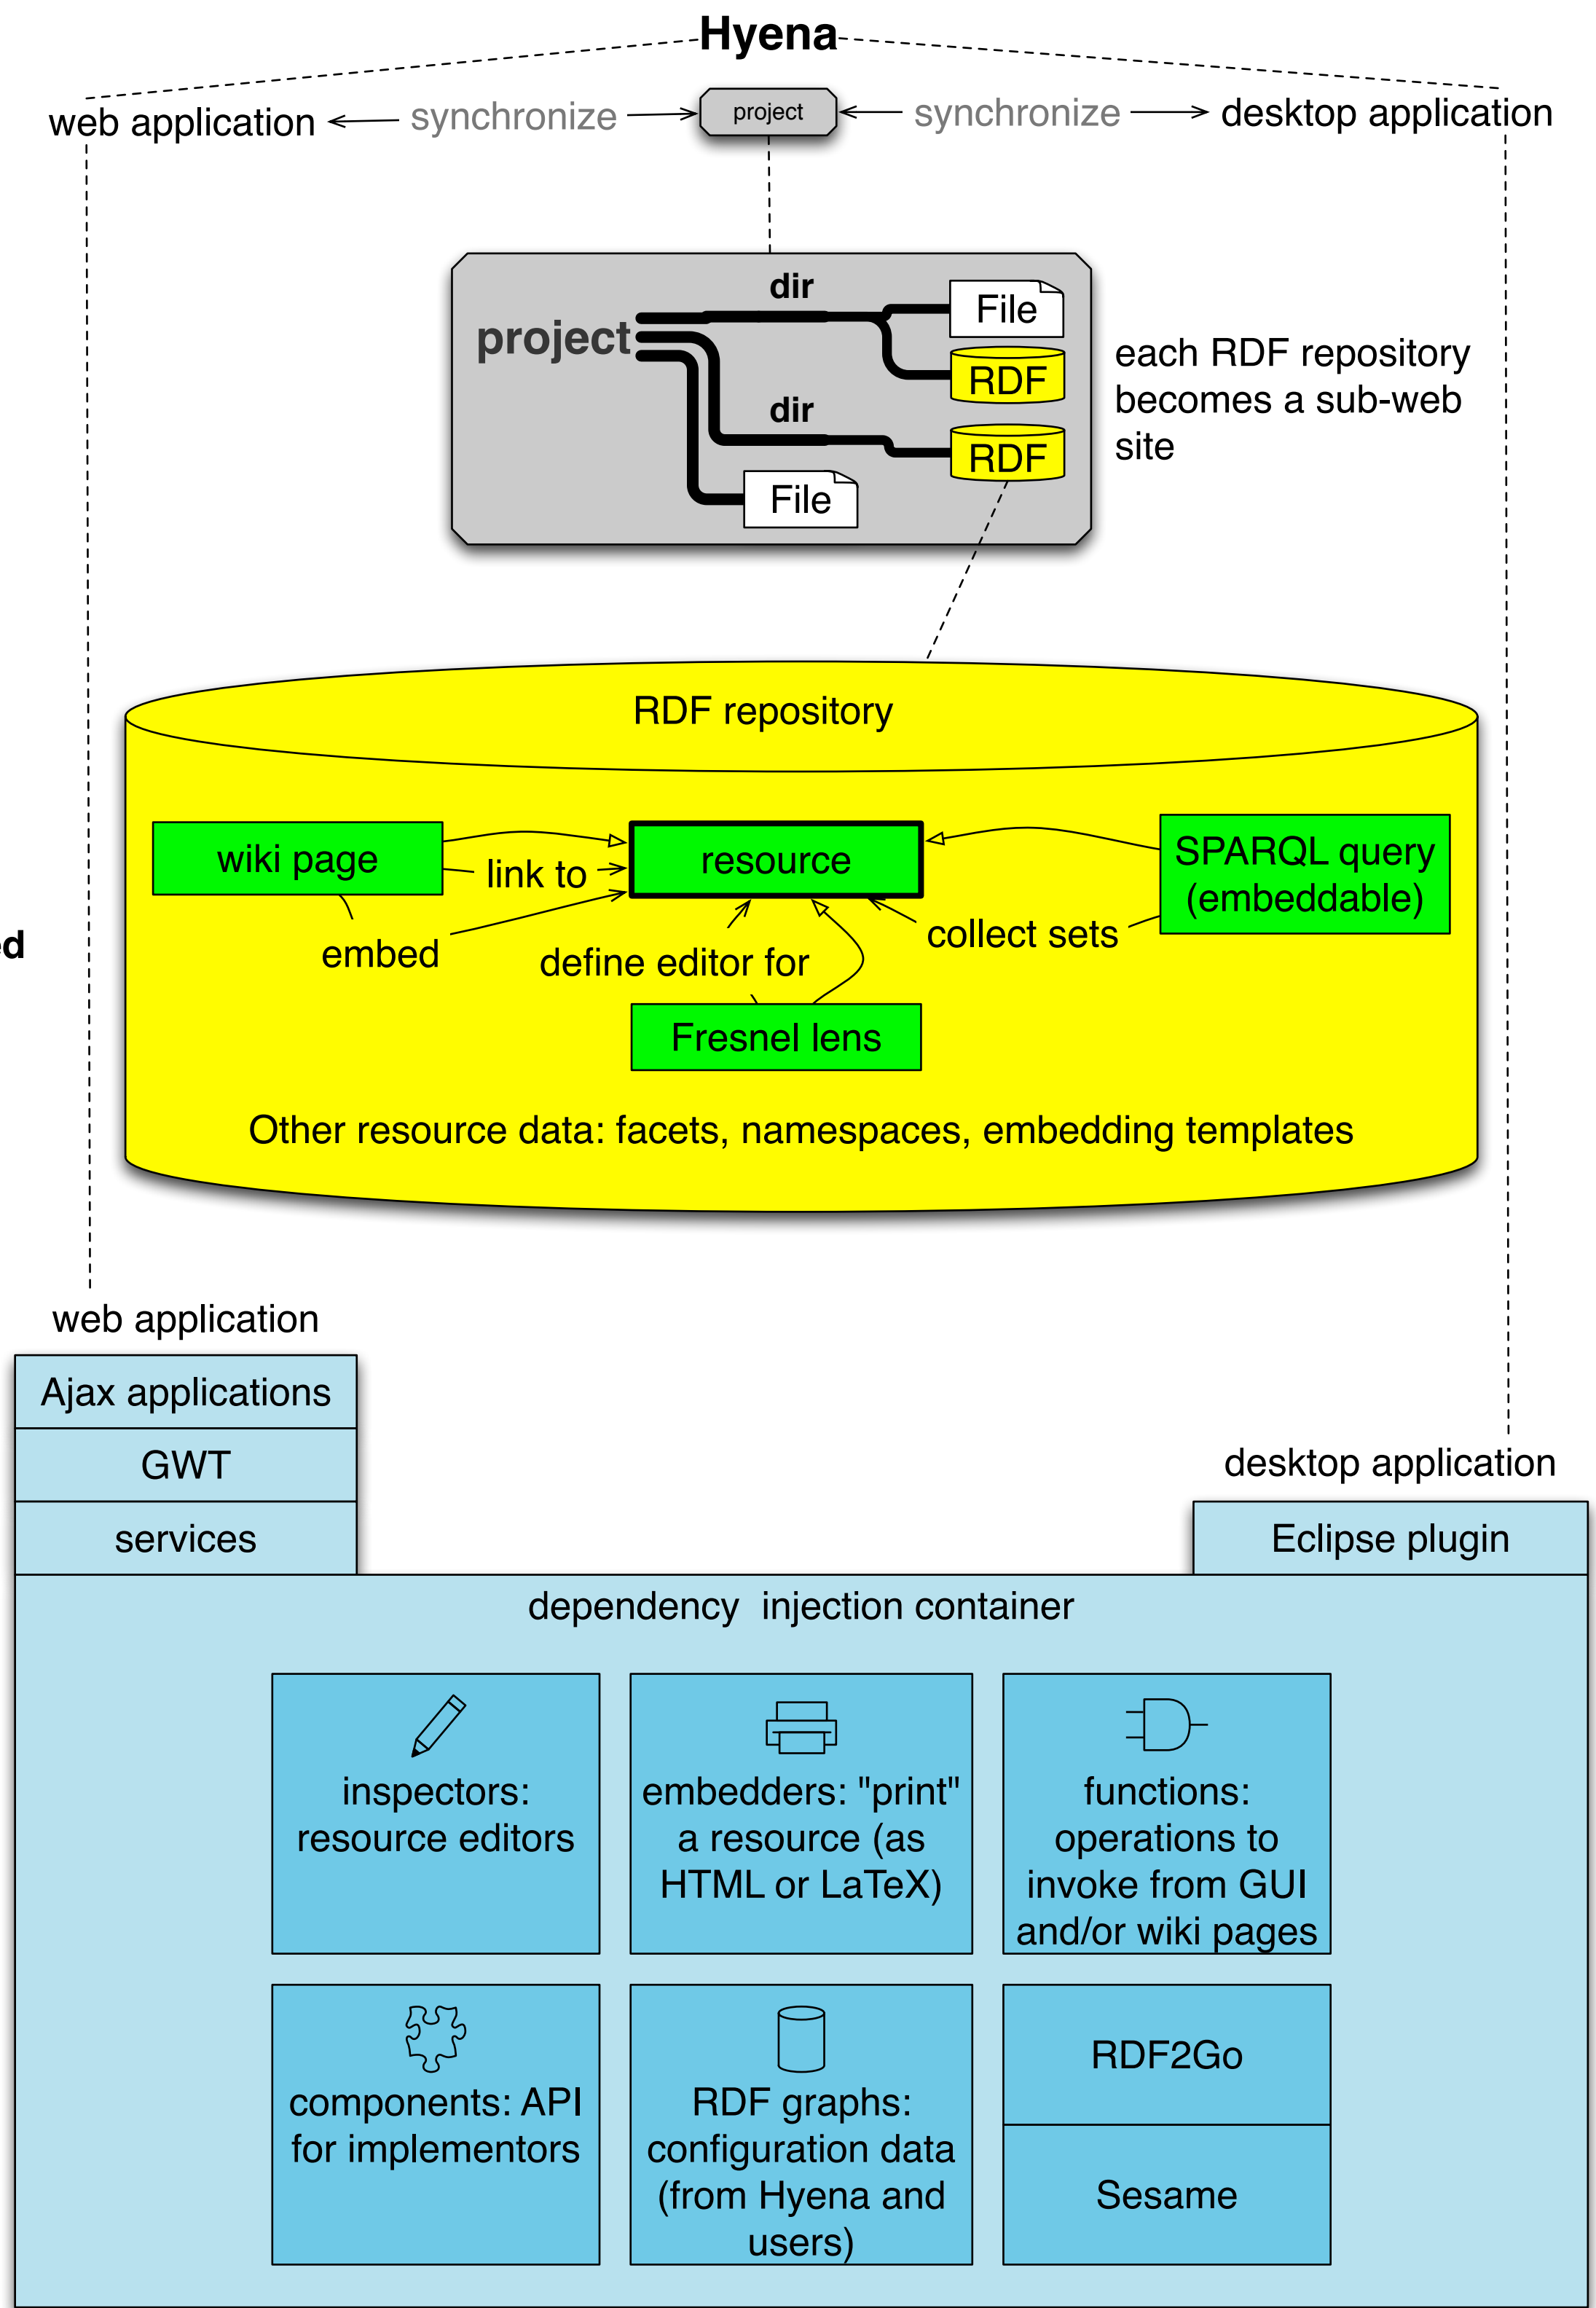 Hyena
web application
synchronize
project
synchronize
desktop application
project
dir
File
RDF
dir
RDF
File
each RDF repository
becomes a sub-web
site
RDF repository
wiki page
link to
resource
SPARQL query
(embeddable)
embed
define editor for
collect sets
Fresnel lens
Other resource data: facets, namespaces, embedding templates
ed
web application
Ajax applications
GWT
services
desktop application
Eclipse plugin
dependency injection container
inspectors:
resource editors
embedders: "print"
a resource (as
HTML or LaTeX)
functions:
operations to
invoke from GUI
and/or wiki pages
components: API
for implementors
RDF graphs:
configuration data
(from Hyena and
users)
RDF2Go
Sesame